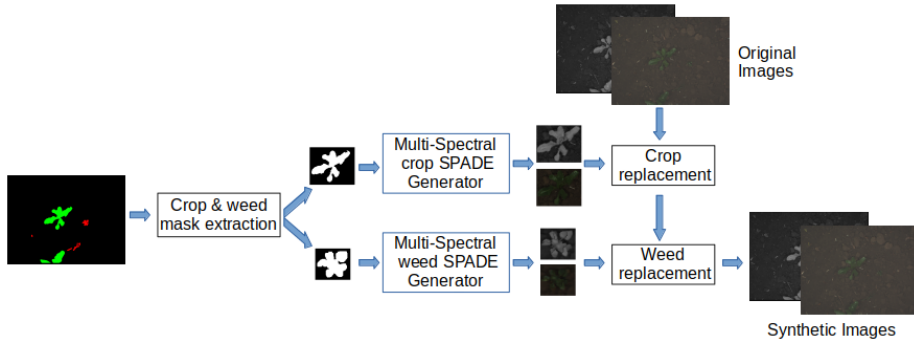 Original
Images
Multi-Spectral
crop SPADE
Generator
Crop
replacement
Crop & weed
mask extraction
Multi-Spectral
weed SPADE
Generator
Weed
replacement
Synthetic Images